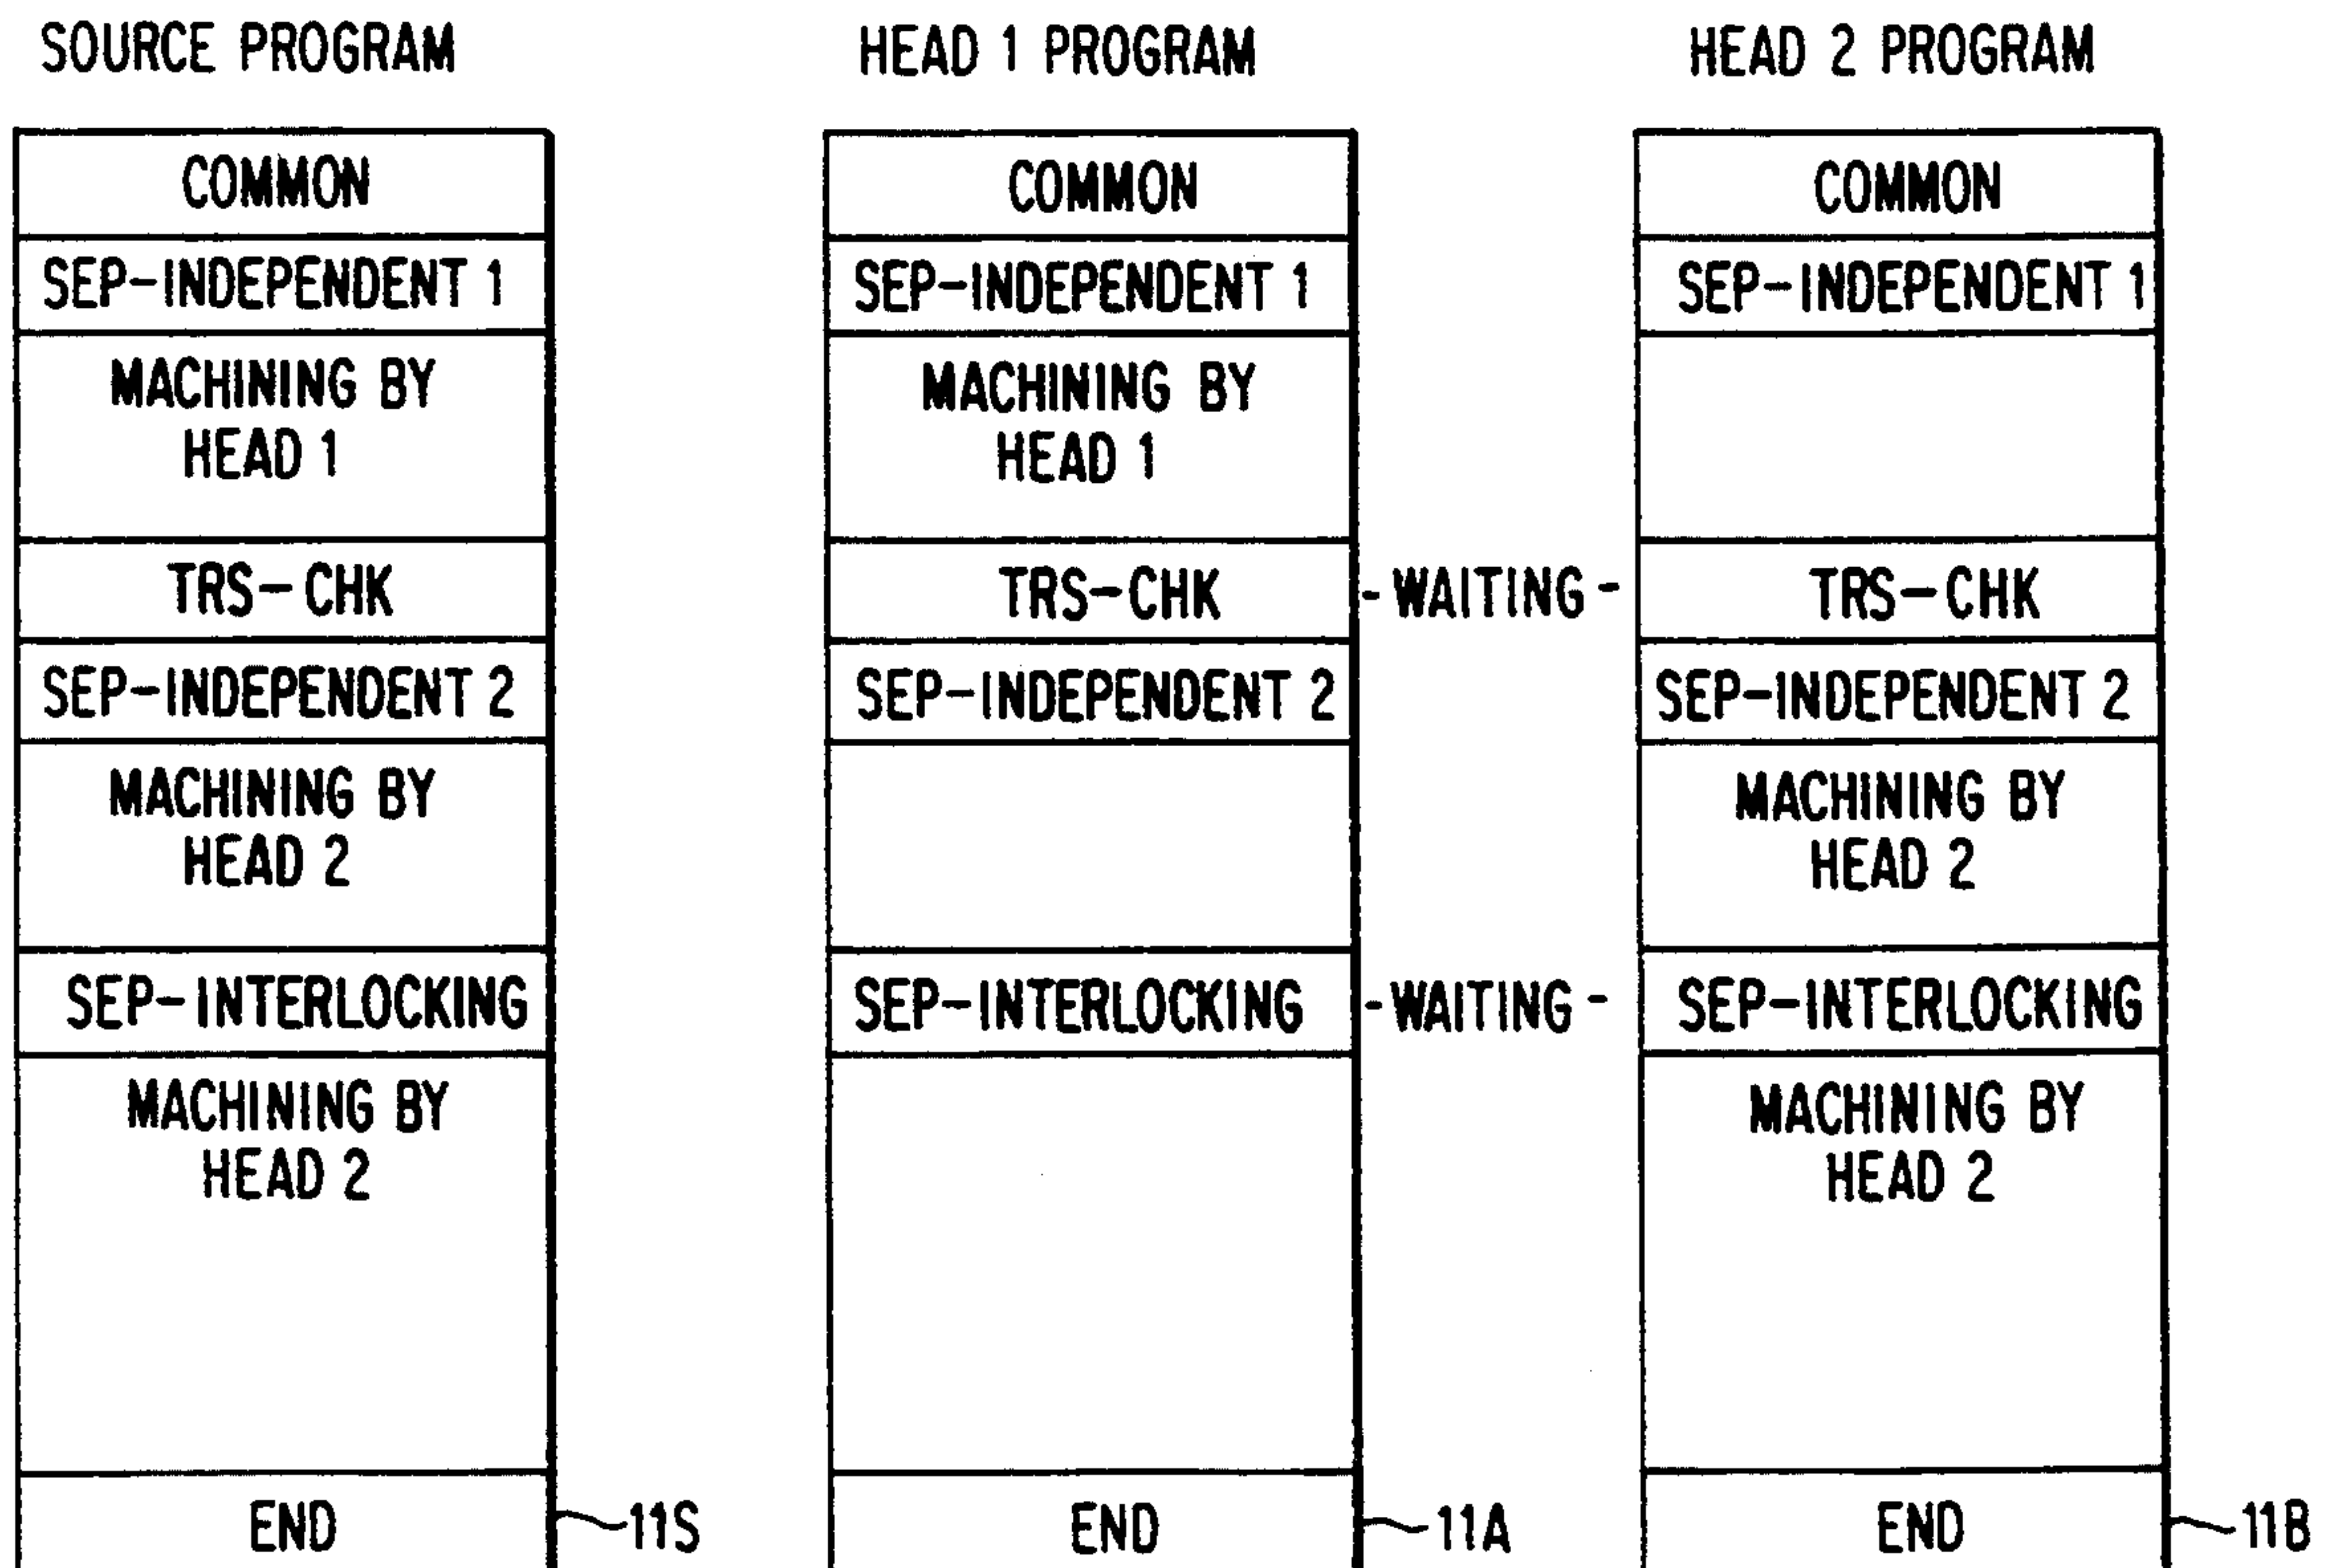 SOURCE PROGRAM
COMMON
SEP-INDEPENDENT 1
MACHINING BY
HEAD 1
TRS-CHK
SEP-INDEPENDENT 2
MACHINING BY
HEAD 2
SEP-INTERLOCKING
MACHINING BY
HEAD 2
END
11S
HEAD 1 PROGRAM
COMMON
SEP-INDEPENDENT 1
MACHINING BY
HEAD 1
TRS-CHK
-WAITING-
SEP-INDEPENDENT 2
SEP-INTERLOCKING
-WAITING-
END
11A
HEAD 2 PROGRAM
COMMON
SEP-INDEPENDENT 1
TRS-CHK
SEP-INDEPENDENT 2
MACHINING BY
HEAD 2
SEP-INTERLOCKING
MACHINING BY
HEAD 2
END
11B